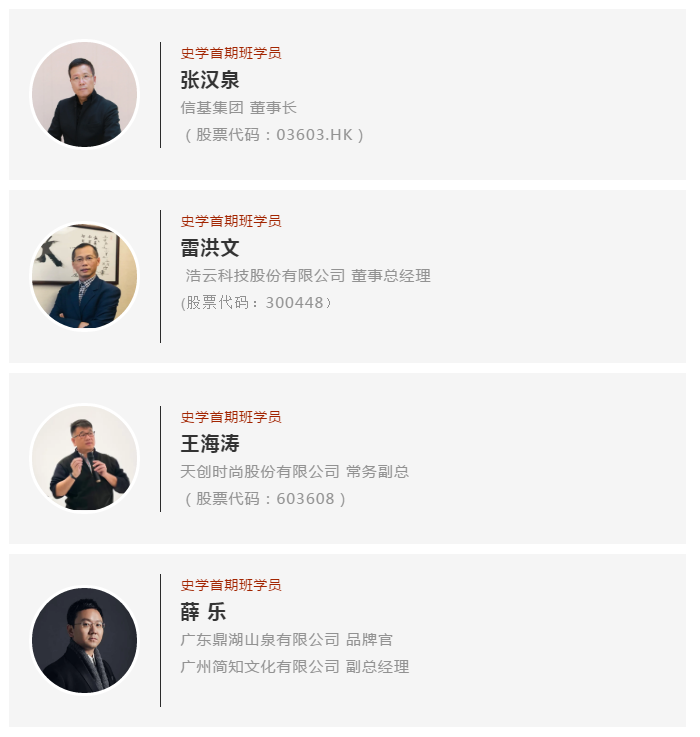 史学首期班学员
张汉泉
信基集团 董事长
（股票代码：03603.HK）
史学首期班学员
雷洪文
浩云科技股份有限公司 董事总经理
(股票代码：300448）
史学首期班学员
王海涛
天创时尚股份有限公司 常务副总
（股票代码：603608）
史学首期班学员
薛 乐
广东鼎湖山泉有限公司 品牌官
广州简知文化有限公司 副总经理